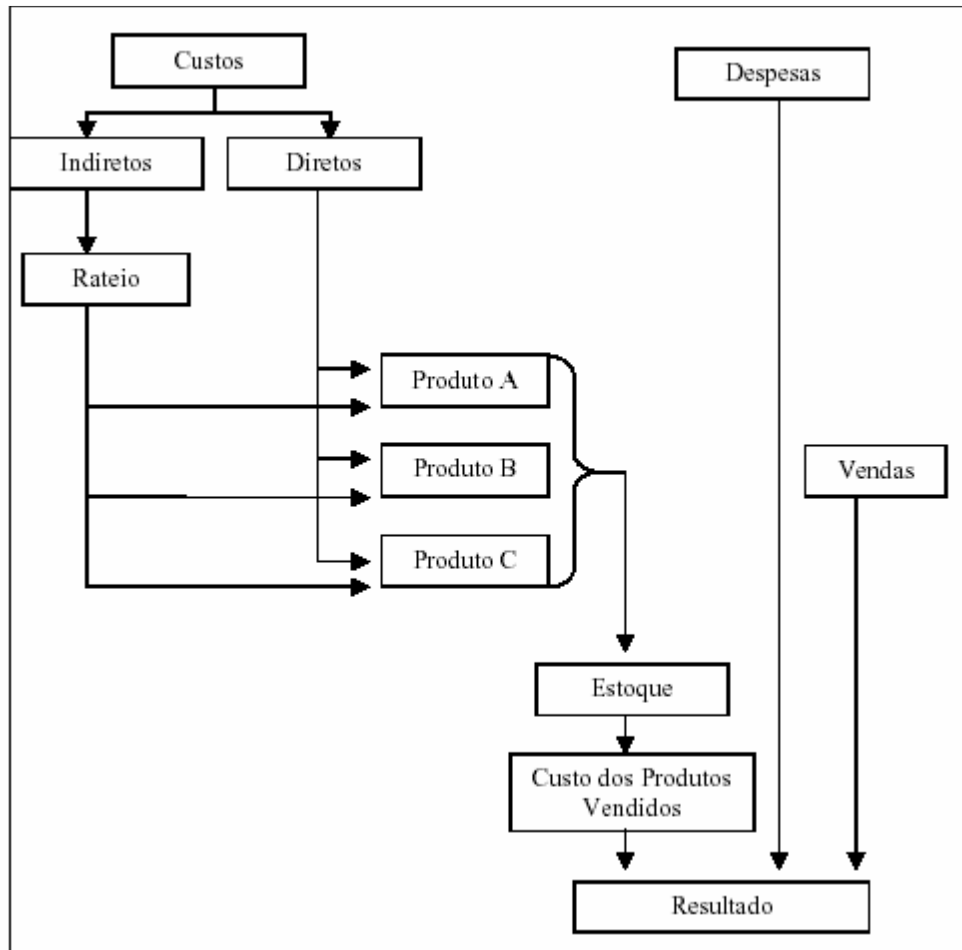 Custos
Despesas
Indiretos
Diretos
Rateio
Produto A
Produto B
Vendas
Produto C
Estoque
Custo dos Produtos
Vendidos
Resultado